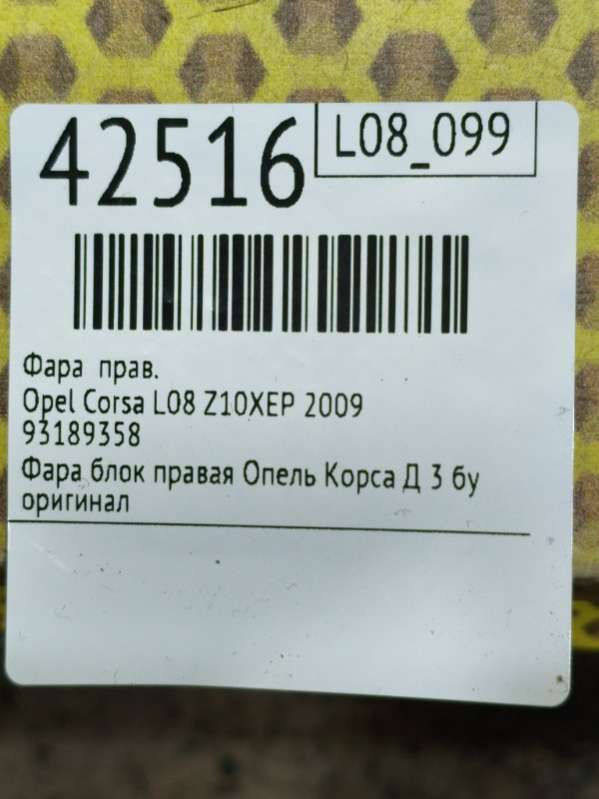 42516
L08_099
Фара прав.
Opel Corsa L08 Z10XEP 2009
93189358
Фара блок правая Опель Корса Д 3 бу
оригинал